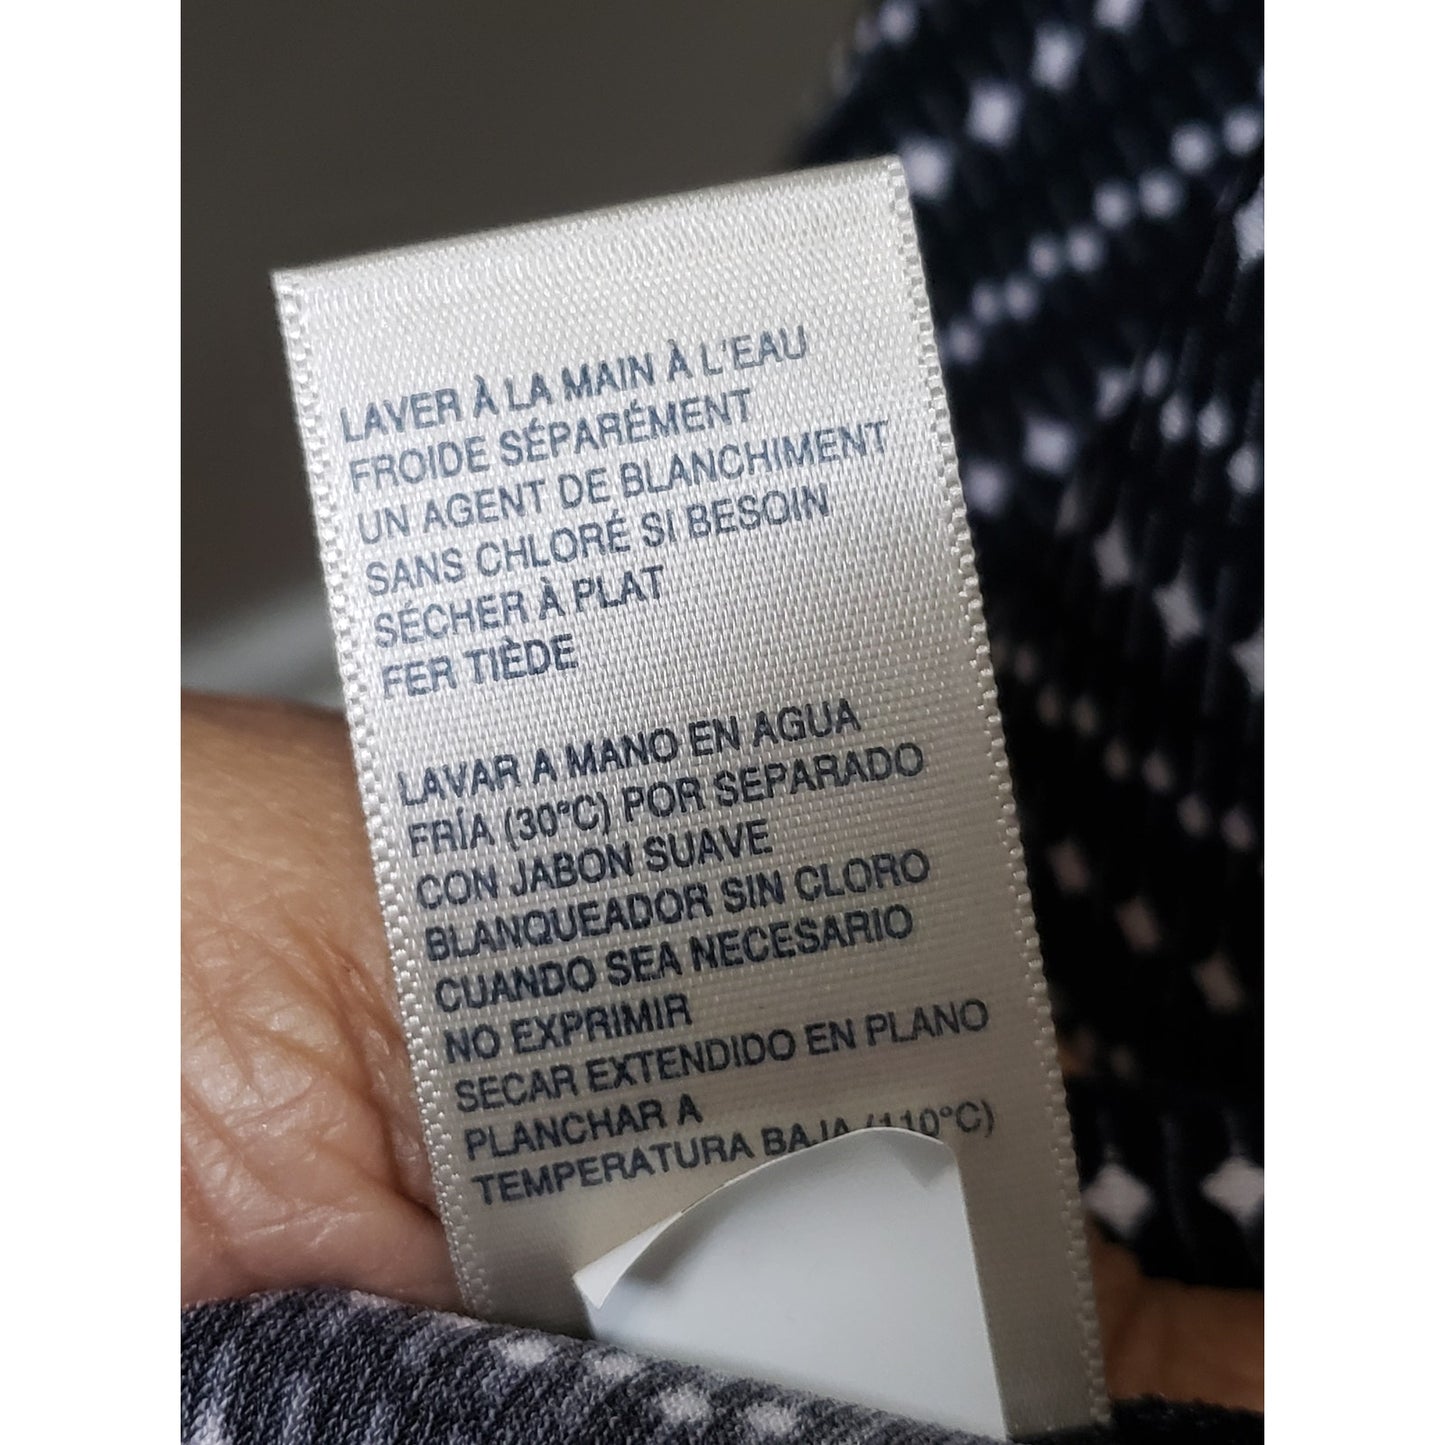 LAVER À LA MAIN À L'EAU
FROIDE SÉPARÉMENT
UN AGENT DE BLANCHIMENT
SANS CHLORÉ SI BESOIN
SÉCHER À PLAT
FER TIÈDE
LAVAR A MANO EN AGUA
FRÍA (30°C) POR SEPARADO
CON JABON SUAVE
BLANQUEADOR SIN CLORO
CUANDO SEA NECESARIO
NO EXPRIMIR
SECAR EXTENDIDO EN PLANO
PLANCHAR A
TEMPERATURA BAJA (110°C)